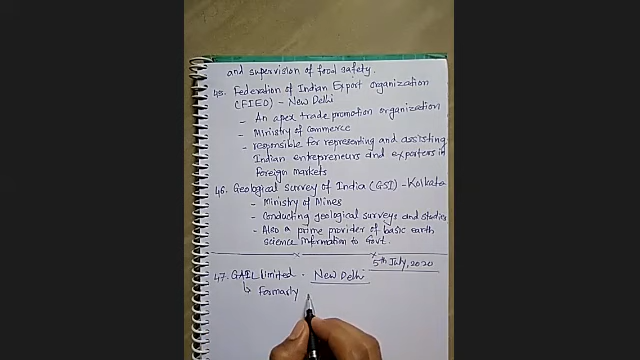 and supervision of food safety.
45. Federation of Indian Export Organization
(FIEO) - New Delhi
- An apex trade promotion organization
- Ministry of commerce
- responsible for representing and assisting
Indian entrepreneurs and exporters in
Foreign markets
46. Geological Survey of India (GSI) - Kolkata
- Ministry of Mines
- Conducting geological surveys and studies
- Also a prime provider of basic earth
science information to Govt.
5th July, 2020
47. GAIL Limited - New Delhi
↳ Formarly